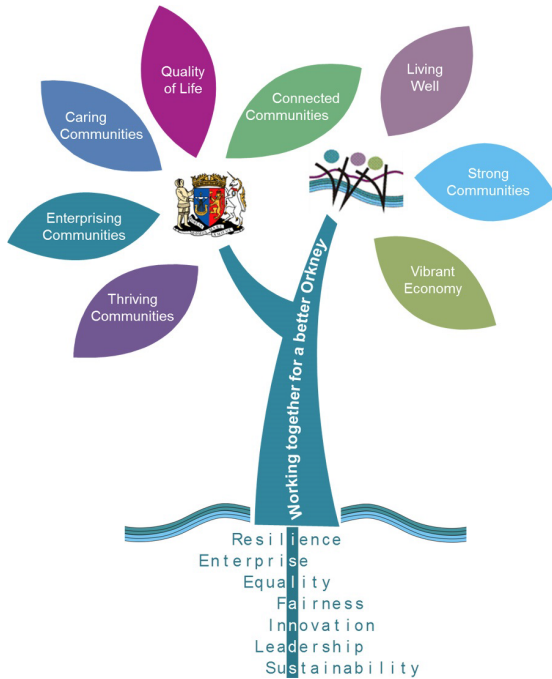 Quality
of Life
Living
Well
Caring
Communities
Connected
Communities
Strong
Communities
Enterprising
Communities
Vibrant
Economy
Thriving
Communities
Working together for a better Orkney
Resilience
Enterprise
Equality
Fairness
Innovation
Leadership
Sustainability